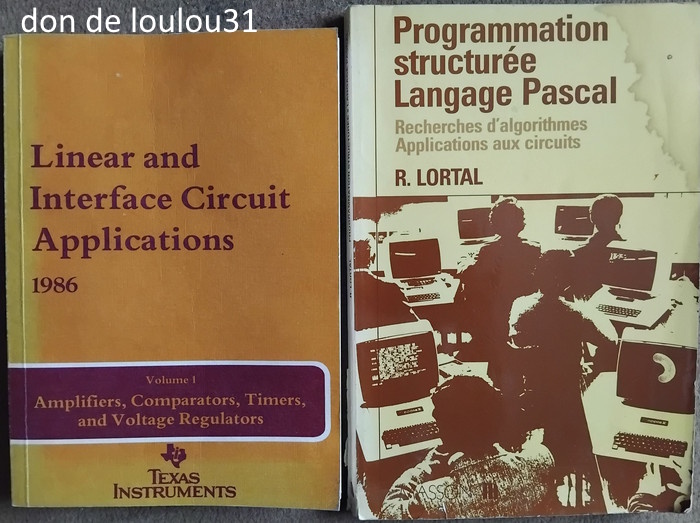 don de loulou31
Linear and
Interface Circuit
Applications
1986
Volume 1
Amplifiers, Comparators, Timers,
and Voltage Regulators
TEXAS
INSTRUMENTS
Programmation
structurée
Langage Pascal
Recherches d'algorithmes
Applications aux circuits
R. LORTAL